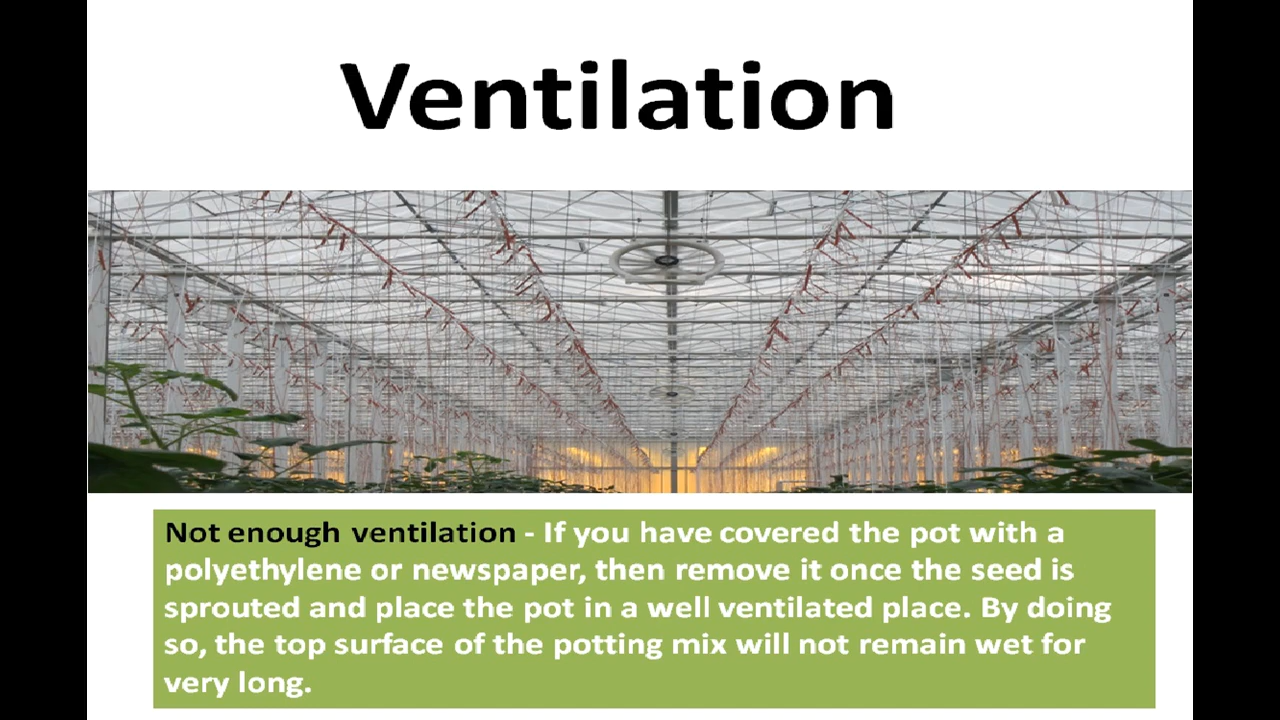 Ventilation
Not enough ventilation - If you have covered the pot with a
polyethylene or newspaper, then remove it once the seed is
sprouted and place the pot in a well ventilated place. By doing
so, the top surface of the potting mix will not remain wet for
very long.